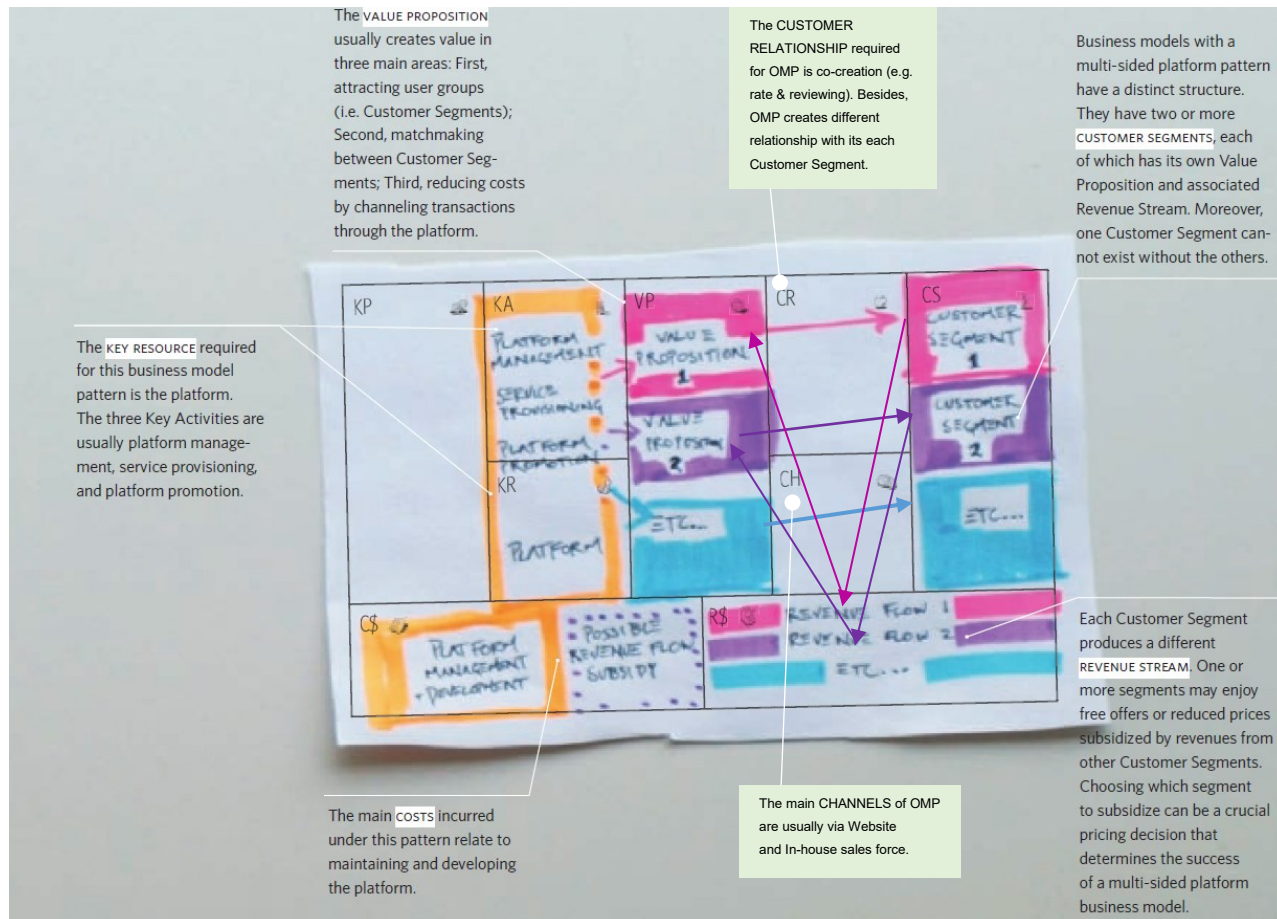 The VALUE PROPOSITION
usually creates value in
three main areas: First,
attracting user groups
(i.e. Customer Segments);
Second, matchmaking
between Customer Seg-
ments; Third, reducing costs
by channeling transactions
through the platform.
The CUSTOMER
RELATIONSHIP required
for OMP is co-creation (e.g.
rate & reviewing). Besides,
OMP creates different
relationship with its each
Customer Segment.
Business models with a
multi-sided platform pattern
have a distinct structure.
They have two or more
CUSTOMER SEGMENTS, each
of which has its own Value
Proposition and associated
Revenue Stream. Moreover,
one Customer Segment can-
not exist without the others.
The KEY RESOURCE required
for this business model
pattern is the platform.
The three Key Activities are
usually platform manage-
ment, service provisioning,
and platform promotion.
KP
KA
PLATFORM
MANAGEMENT
SERVICE
PROVISIONING
PLATFORM
PROMOTION
KR
PLATFORM
VP
VALUE
PROPOSITION
1
VALUE
PROPOSITION
2
ETC...
CR
CH
CS
CUSTOMER
SEGMENT
1
CUSTOMER
SEGMENT
2
ETC...
C$
PLATFORM
MANAGEMENT
+ DEVELOPMENT
POSSIBLE
REVENUE FLOW
SUBSIDY
R$
REVENUE FLOW 1
REVENUE FLOW 2
ETC...
The main COSTS incurred
under this pattern relate to
maintaining and developing
the platform.
The main CHANNELS of OMP
are usually via Website
and In-house sales force.
Each Customer Segment
produces a different
REVENUE STREAM. One or
more segments may enjoy
free offers or reduced prices
subsidized by revenues from
other Customer Segments.
Choosing which segment
to subsidize can be a crucial
pricing decision that
determines the success
of a multi-sided platform
business model.